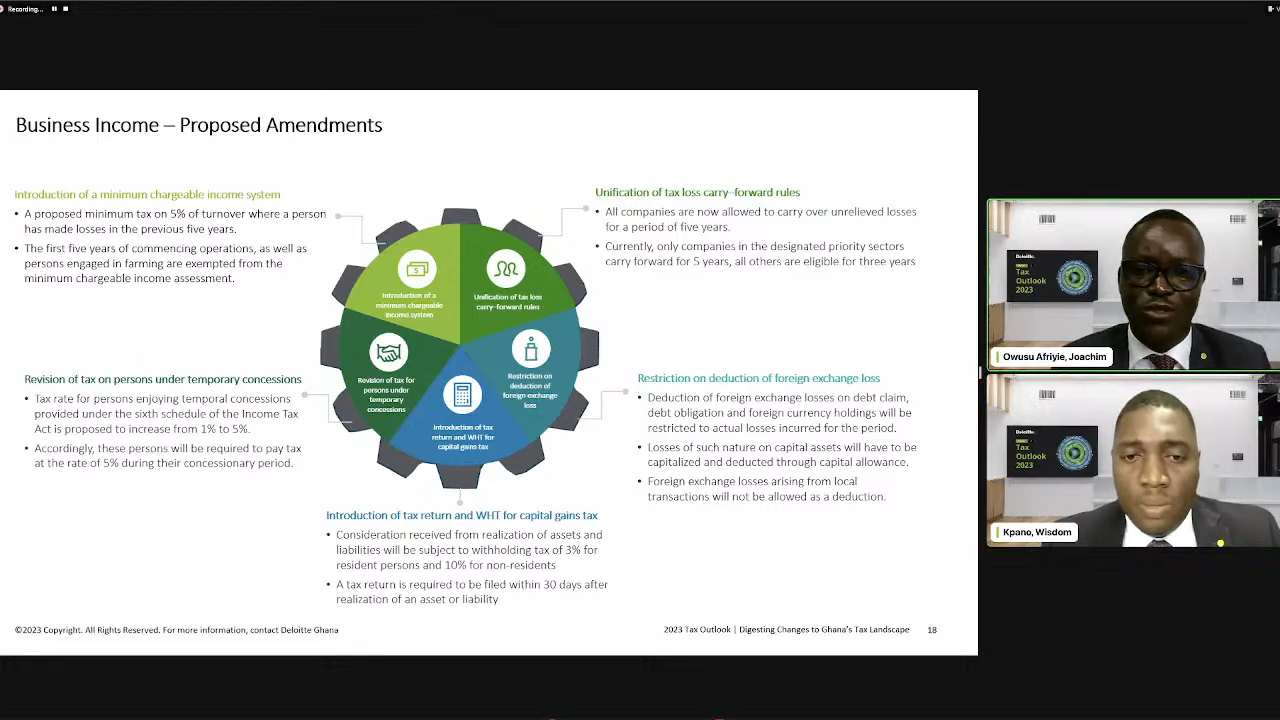 Recording...
Business Income – Proposed Amendments
Introduction of a minimum chargeable income system
• A proposed minimum tax on 5% of turnover where a person
has made losses in the previous five years.
• The first five years of commencing operations, as well as
persons engaged in farming are exempted from the
minimum chargeable income assessment.
Unification of tax loss carry-forward rules
• All companies are now allowed to carry over unrelieved losses
for a period of five years.
• Currently, only companies in the designated priority sectors
carry forward for 5 years, all others are eligible for three years
Introduction of a
minimum chargeable
income system
Unification of tax loss
carry-forward rules
Revision of tax for
persons under
temporary
concessions
Restriction on
deduction of
foreign exchange
loss
Introduction of tax
return and WHT for
capital gains tax
Revision of tax on persons under temporary concessions
• Tax rate for persons enjoying temporal concessions
provided under the sixth schedule of the Income Tax
Act is proposed to increase from 1% to 5%.
• Accordingly, these persons will be required to pay tax
at the rate of 5% during their concessionary period.
Restriction on deduction of foreign exchange loss
• Deduction of foreign exchange losses on debt claim,
debt obligation and foreign currency holdings will be
restricted to actual losses incurred for the period.
• Losses of such nature on capital assets will have to be
capitalized and deducted through capital allowance.
• Foreign exchange losses arising from local
transactions will not be allowed as a deduction.
Introduction of tax return and WHT for capital gains tax
• Consideration received from realization of assets and
liabilities will be subject to withholding tax of 3% for
resident persons and 10% for non-residents
• A tax return is required to be filed within 30 days after
realization of an asset or liability
©2023 Copyright. All Rights Reserved. For more information, contact Deloitte Ghana
2023 Tax Outlook | Digesting Changes to Ghana's Tax Landscape 18
Deloitte.
Tax
Outlook
2023
Owusu Afriyie, Joachim
Deloitte.
Tax
Outlook
2023
Kpano, Wisdom